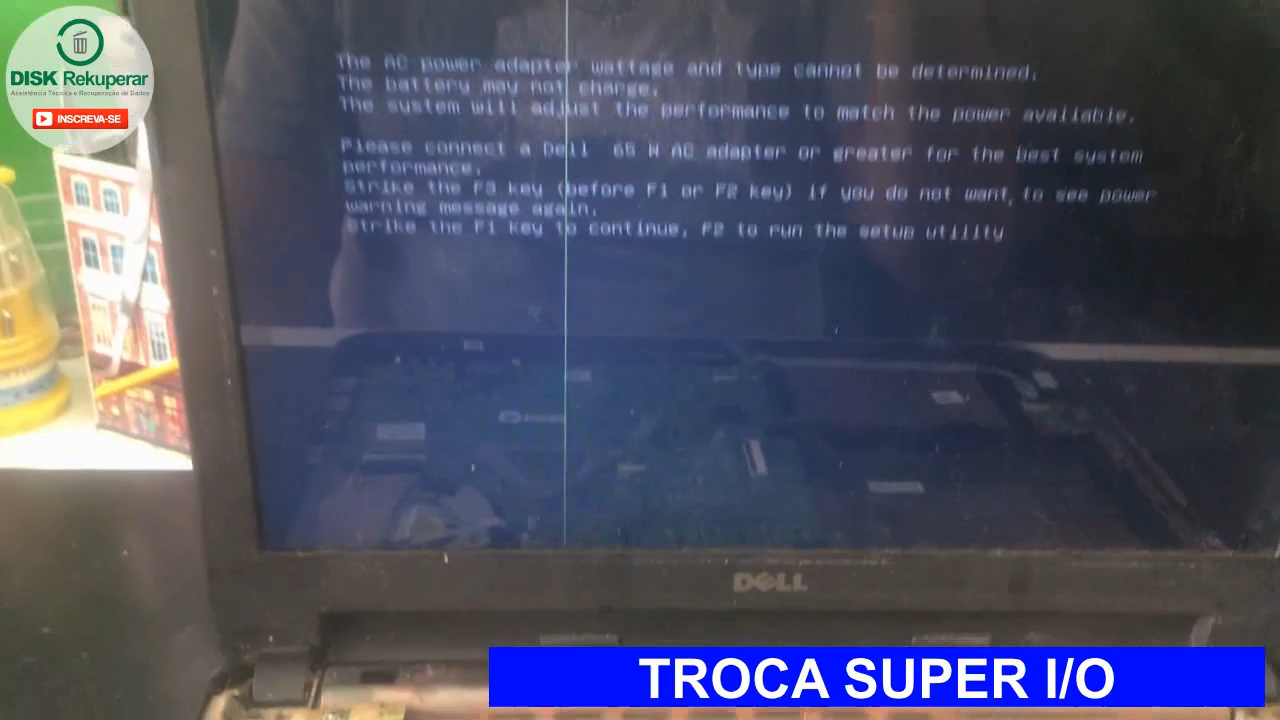 DISK Rekuperar
Assistência Técnica e Recuperação de Dados
INSCREVA-SE
The AC power adapter wattage and type cannot be determined.
The battery may not charge.
The system will adjust the performance to match the power available.
Please connect a Dell 65 W AC adapter or greater for the best system
performance.
Strike the F3 key (before F1 or F2 key) if you do not want to see power
warning message again.
Strike the F1 key to continue, F2 to run the setup utility
DELL
TROCA SUPER I/O